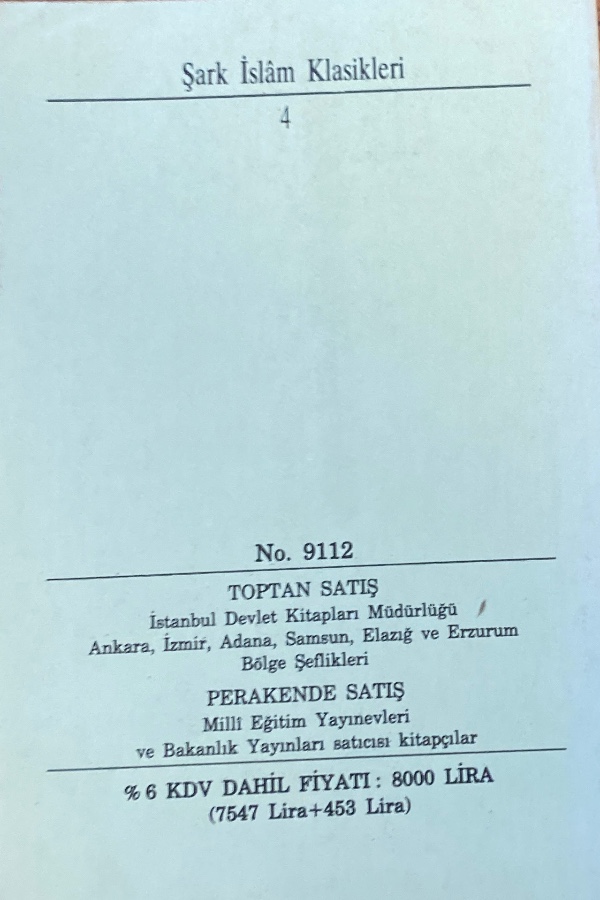 Şark İslâm Klasikleri
4
No. 9112
TOPTAN SATIŞ
İstanbul Devlet Kitapları Müdürlüğü
Ankara, İzmir, Adana, Samsun, Elazığ ve Erzurum
Bölge Şeflikleri
PERAKENDE SATIŞ
Millî Eğitim Yayınevleri
ve Bakanlık Yayınları satıcısı kitapçılar
% 6 KDV DAHİL FİYATI : 8000 LİRA
(7547 Lira+453 Lira)